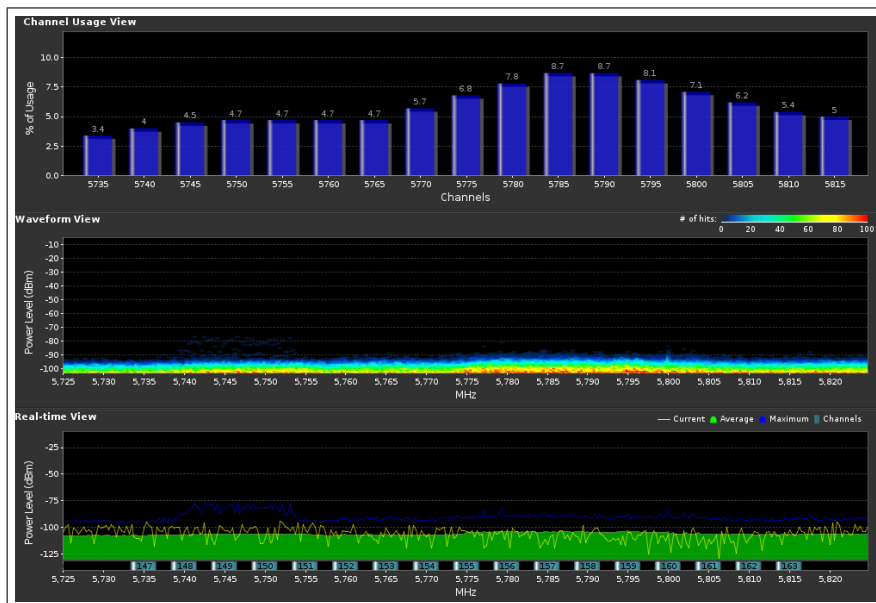 Channel Usage View
10.0
7.5
5.0
2.5
0.0
% of Usage
3.4 4 4.5 4.7 4.7 4.7 4.7 5.7 6.8 7.8 8.7 8.7 8.1 7.1 6.2 5.4 5
5735 5740 5745 5750 5755 5760 5765 5770 5775 5780 5785 5790 5795 5800 5805 5810 5815
Channels
Waveform View
# of hits:
0 20 40 60 80 100
-10
-20
-30
-40
-50
-60
-70
-80
-90
-100
Power Level (dBm)
5,725 5,730 5,735 5,740 5,745 5,750 5,755 5,760 5,765 5,770 5,775 5,780 5,785 5,790 5,795 5,800 5,805 5,810 5,815 5,820
MHz
Real-time View
Current Average Maximum Channels
-25
-50
-75
-100
-125
Power Level (dBm)
147 148 149 150 151 152 153 154 155 156 157 158 159 160 161 162 163
5,725 5,730 5,735 5,740 5,745 5,750 5,755 5,760 5,765 5,770 5,775 5,780 5,785 5,790 5,795 5,800 5,805 5,810 5,815 5,820
MHz